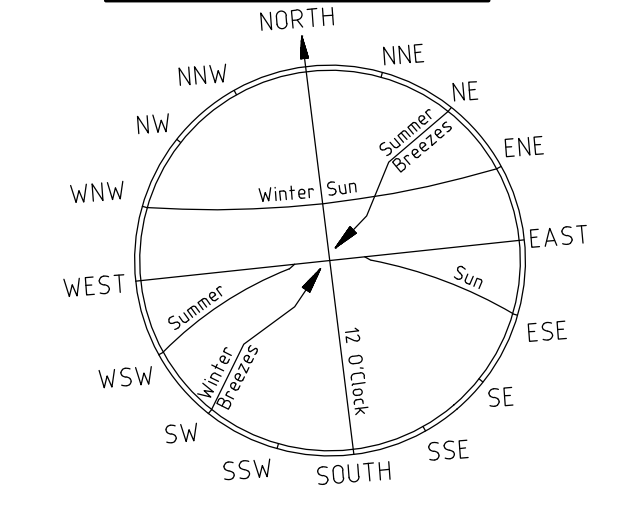 NORTH
NNE
NNW
NE
NW
Summer
Breezes
ENE
WNW
Winter Sun
EAST
WEST
Summer
Sun
ESE
WSW
12 O'Clock
Winter
Breezes
SE
SW
SSE
SSW
SOUTH